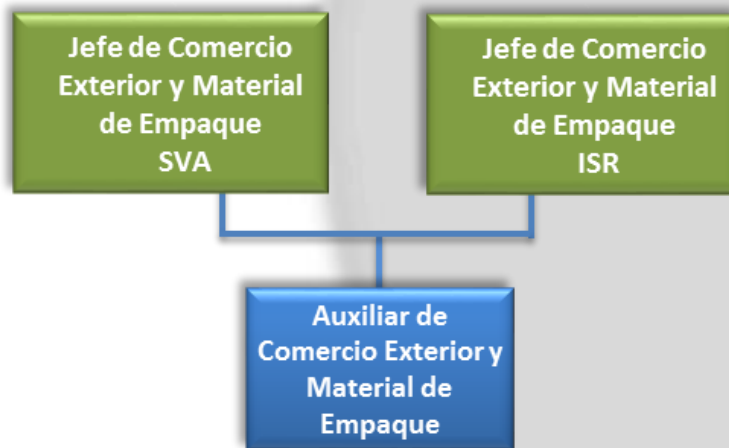 Jefe de Comercio
Exterior y Material
de Empaque
SVA
Jefe de Comercio
Exterior y Material
de Empaque
ISR
Auxiliar de
Comercio Exterior y
Material de
Empaque